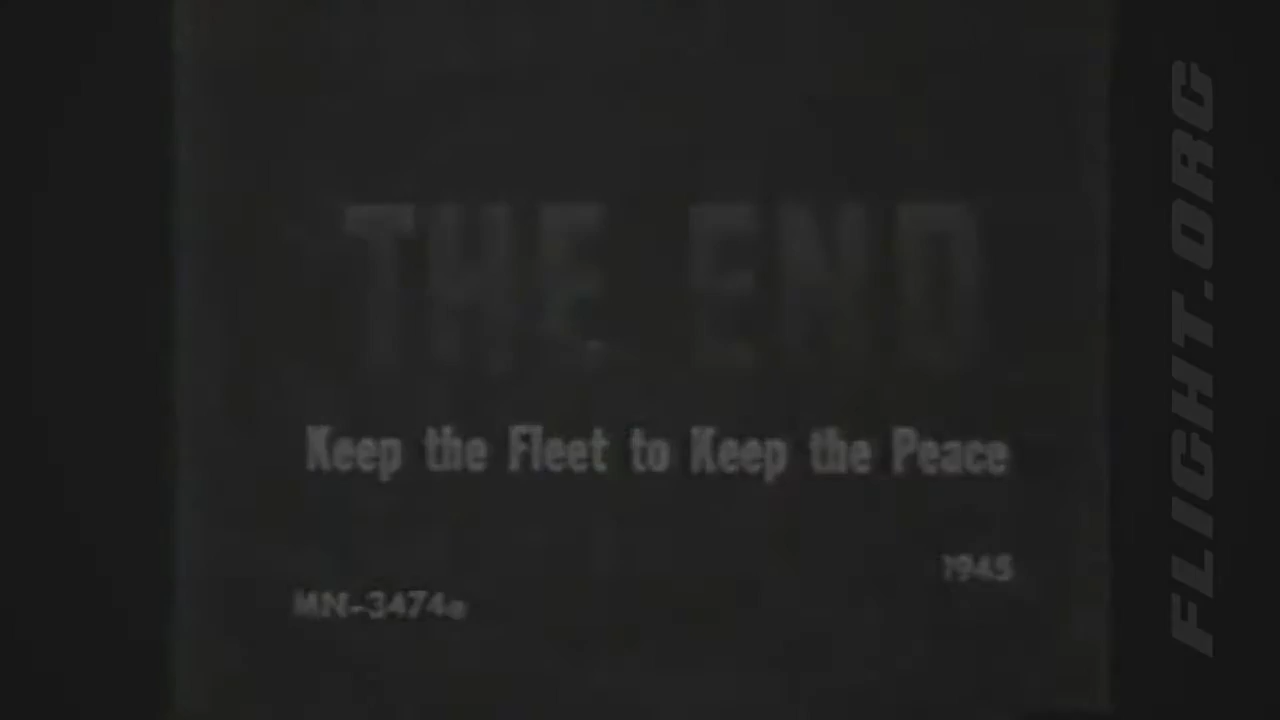 THE END
Keep the Fleet to Keep the Peace
1945
MN-3474a
FLIGHT.ORG